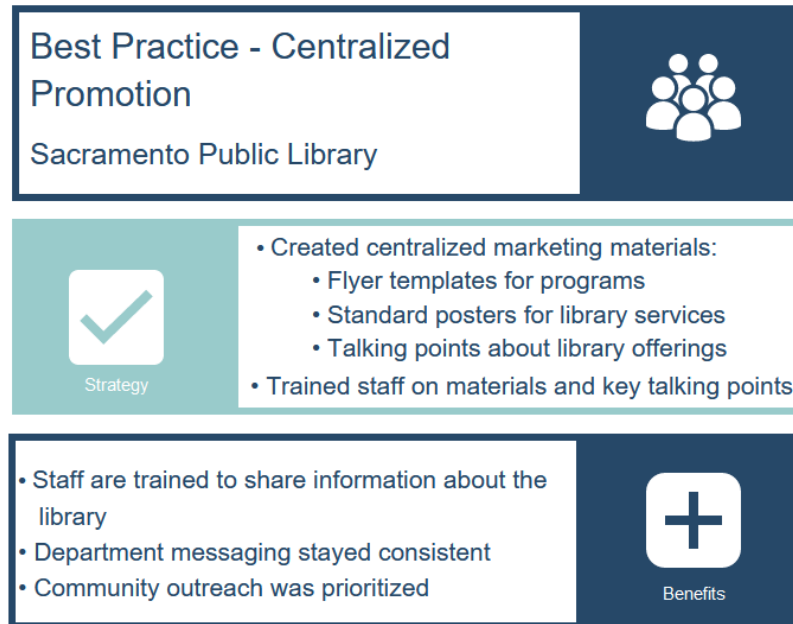 Best Practice - Centralized
Promotion
Sacramento Public Library
• Created centralized marketing materials:
• Flyer templates for programs
• Standard posters for library services
• Talking points about library offerings
• Trained staff on materials and key talking points
Strategy
• Staff are trained to share information about the
library
• Department messaging stayed consistent
• Community outreach was prioritized
Benefits